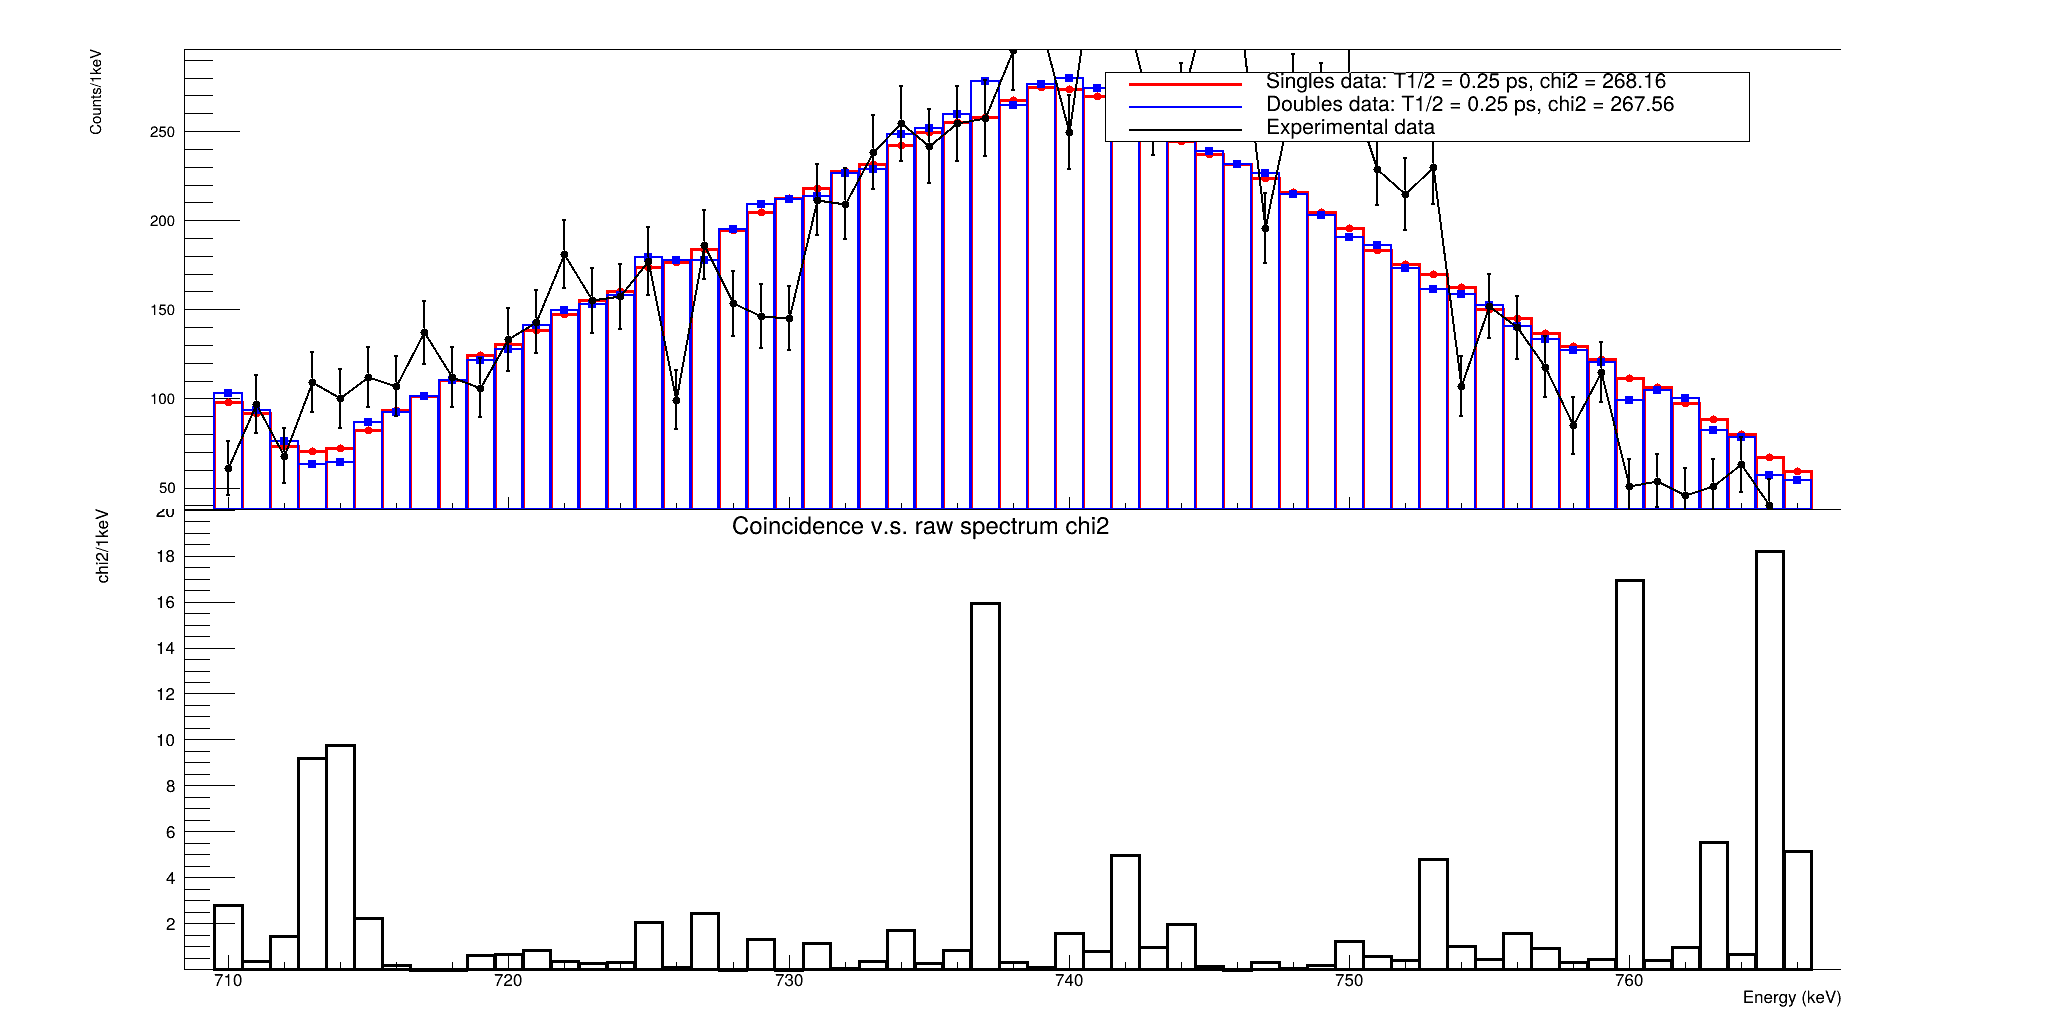 Counts/1keV
250
200
150
100
50
Singles data: T1/2 = 0.25 ps, chi2 = 268.16
Doubles data: T1/2 = 0.25 ps, chi2 = 267.56
Experimental data
Coincidence v.s. raw spectrum chi2
chi2/1keV
20
18
16
14
12
10
8
6
4
2
710 720 730 740 750 760
Energy (keV)